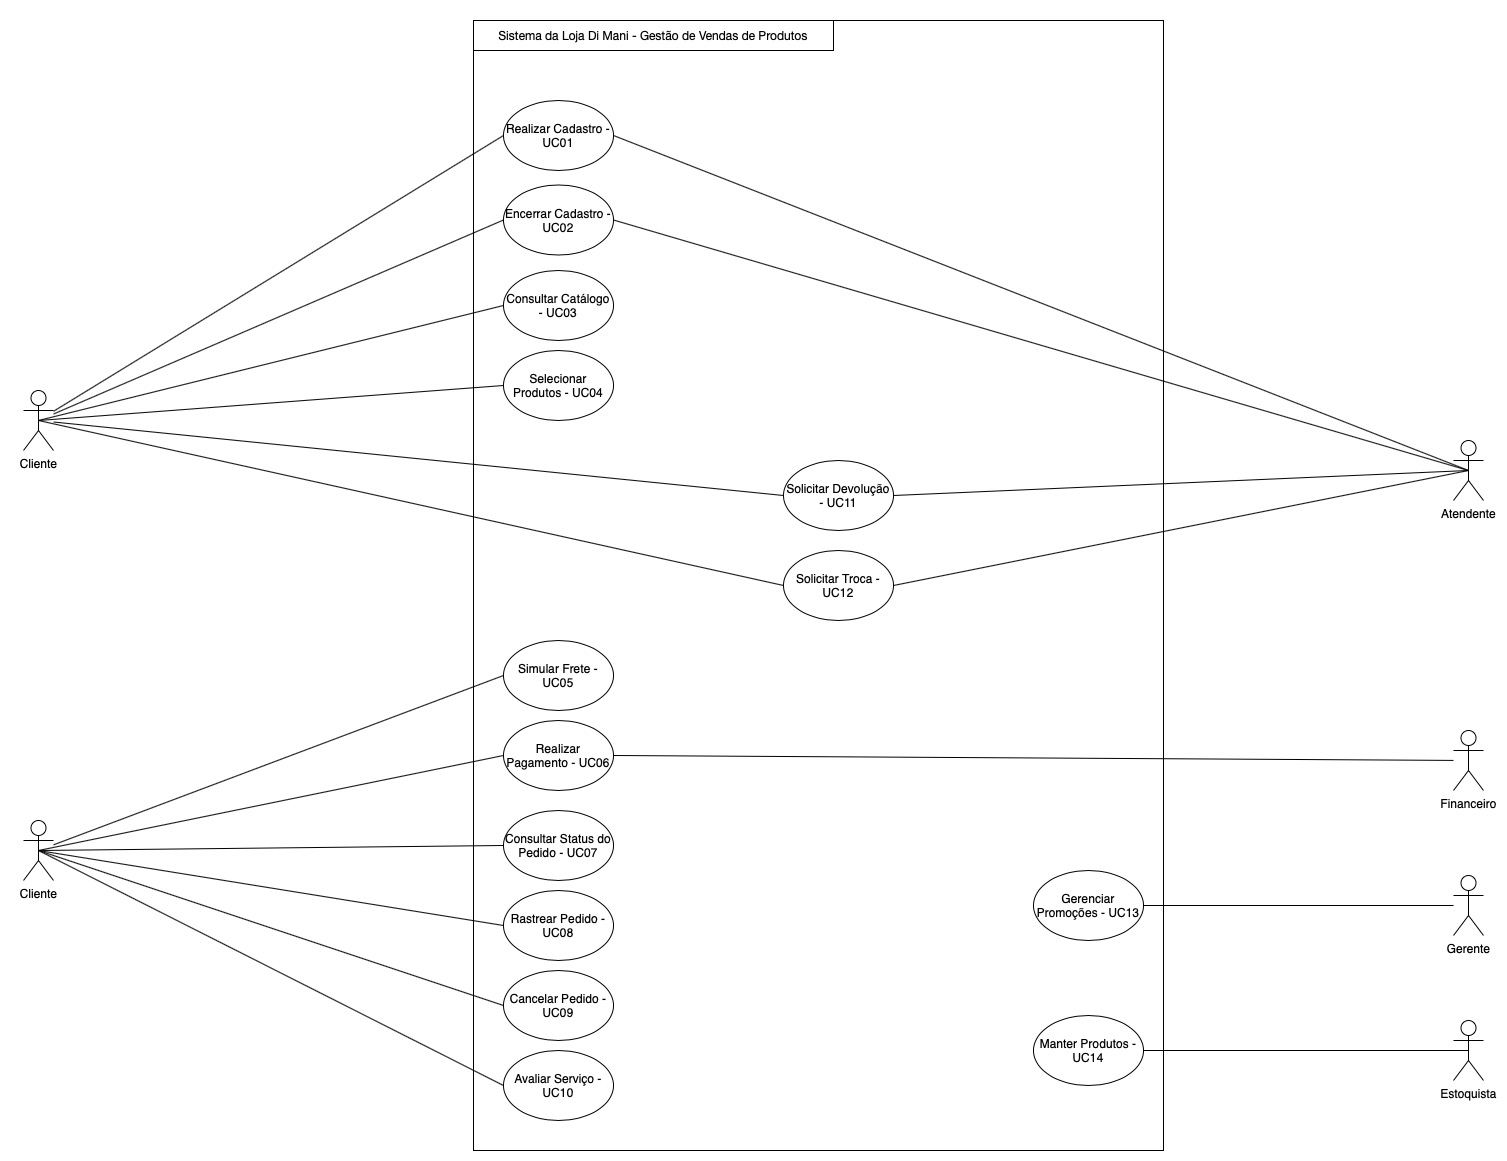 Sistema da Loja Di Mani - Gestão de Vendas de Produtos
Realizar Cadastro -
UC01
Encerrar Cadastro -
UC02
Consultar Catálogo
- UC03
Selecionar
Produtos - UC04
Cliente
Solicitar Devolução
- UC11
Atendente
Solicitar Troca -
UC12
Simular Frete -
UC05
Realizar
Pagamento - UC06
Financeiro
Consultar Status do
Pedido - UC07
Cliente
Gerenciar
Promoções - UC13
Rastrear Pedido -
UC08
Gerente
Cancelar Pedido -
UC09
Manter Produtos -
UC14
Avaliar Serviço -
UC10
Estoquista